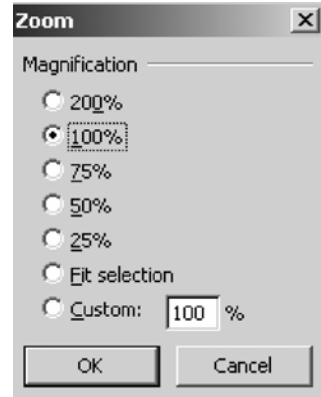 Zoom
Magnification
200%
100%
75%
50%
25%
Fit selection
Custom: 100 %
OK Cancel